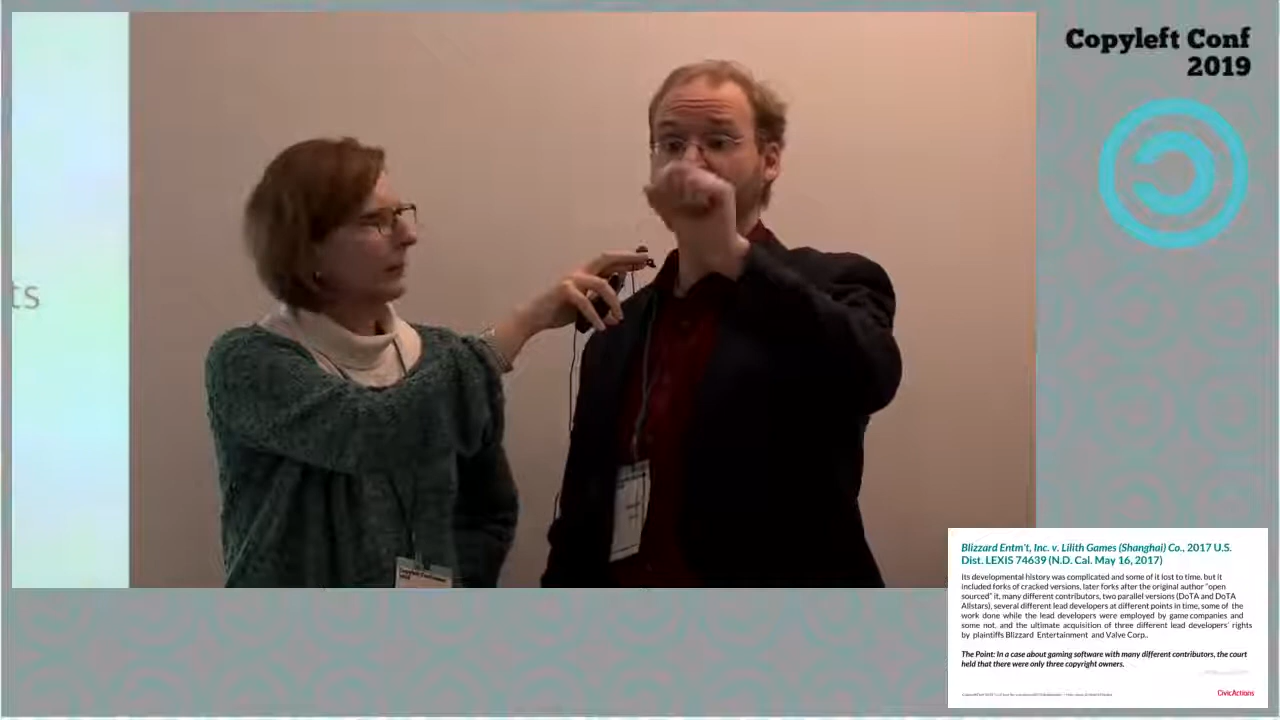 Copyleft Conf
2019
ts
Blizzard Entm't, Inc. v. Lilith Games (Shanghai) Co., 2017 U.S.
Dist. LEXIS 74639 (N.D. Cal. May 16, 2017)
Its developmental history was complicated and some of it lost to time, but it
included forks of cracked versions, later forks after the original author "open
sourced" it, many different contributors, two parallel versions (DoTA and DoTA
Allstars), several different lead developers at different points in time, some of the
work done while the lead developers were employed by game companies and
some not, and the ultimate acquisition of three different lead developers' rights
by plaintiffs Blizzard Entertainment and Valve Corp..
The Point: In a case about gaming software with many different contributors, the court
held that there were only three copyright owners.
CivicActions